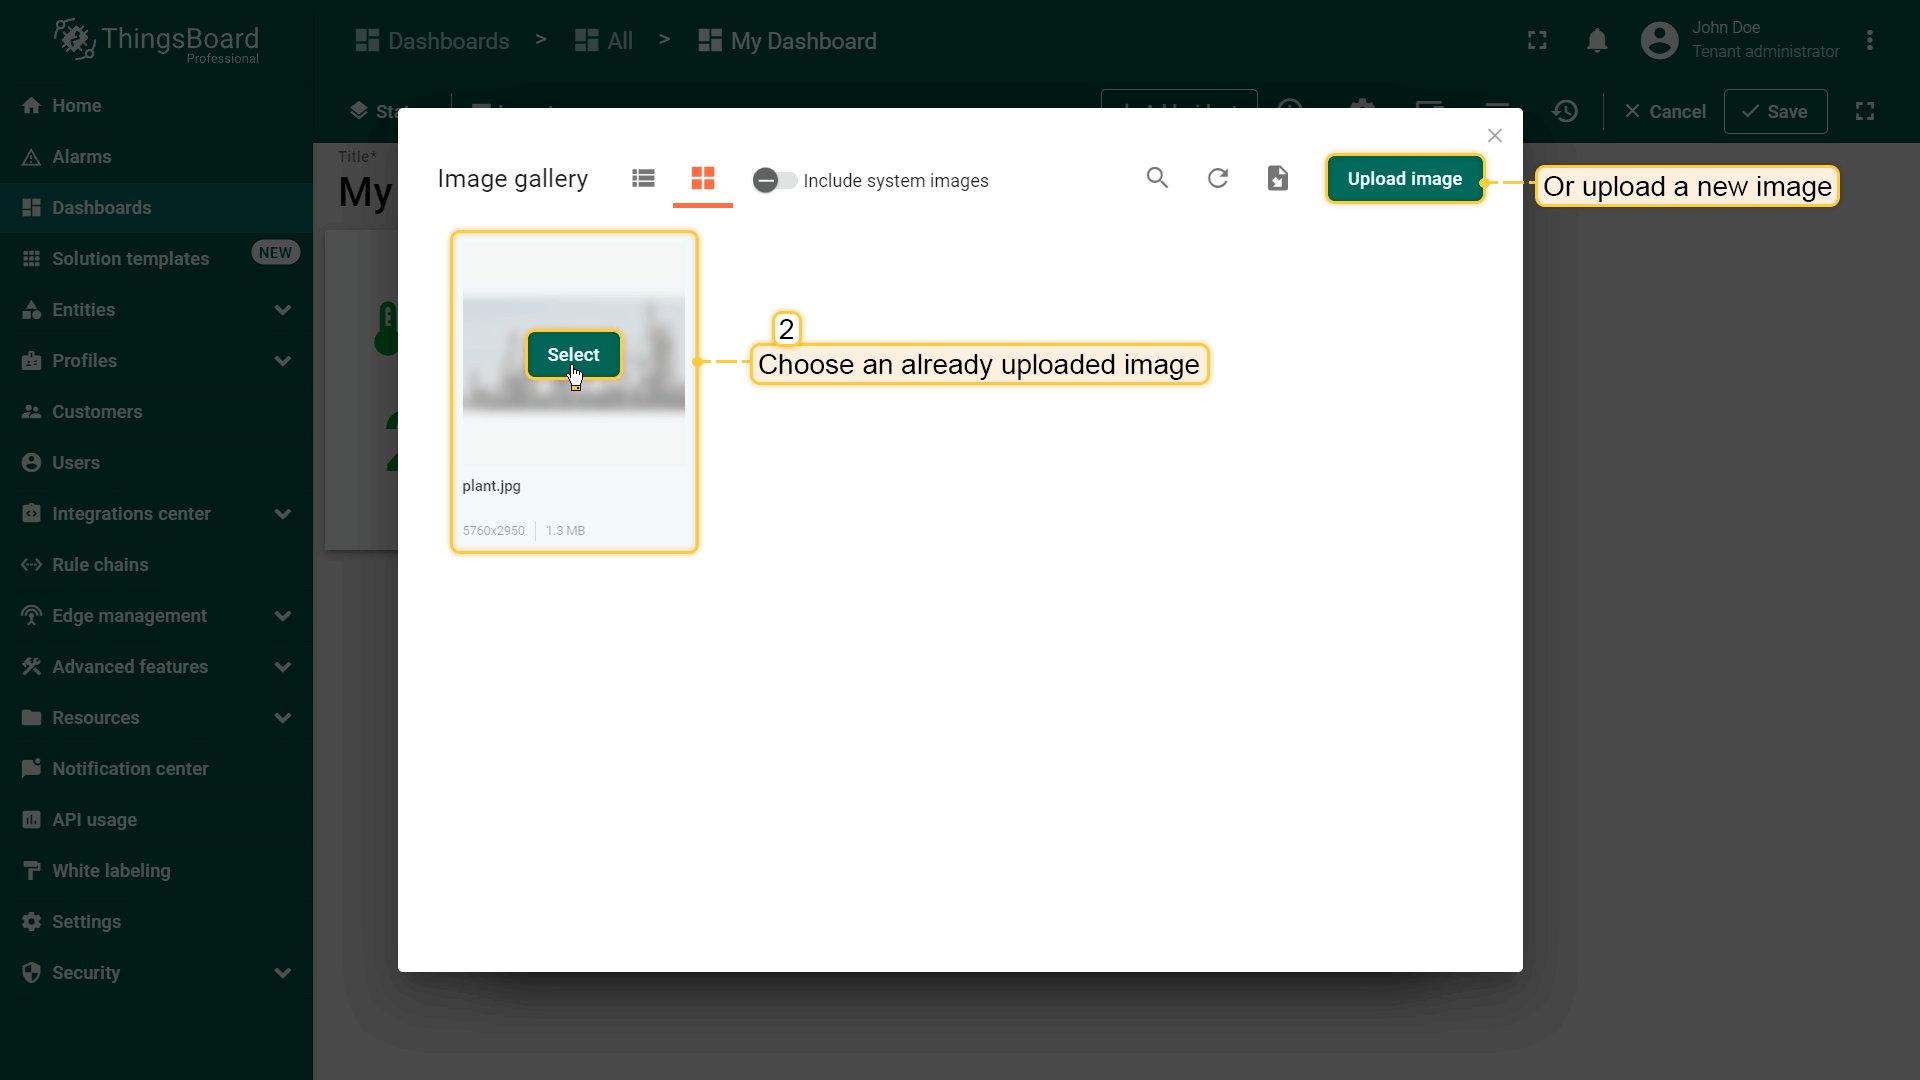 ThingsBoard
Professional
Dashboards > All > My Dashboard
John Doe
Tenant administrator
Home
Alarms
Dashboards
Solution templates NEW
Entities
Profiles
Customers
Users
Integrations center
Rule chains
Edge management
Advanced features
Resources
Notification center
API usage
White labeling
Settings
Security
Cancel
Save
Title*
My
Image gallery
Include system images
Upload image
Or upload a new image
Select
2
Choose an already uploaded image
plant.jpg
5760x2950
1.3 MB